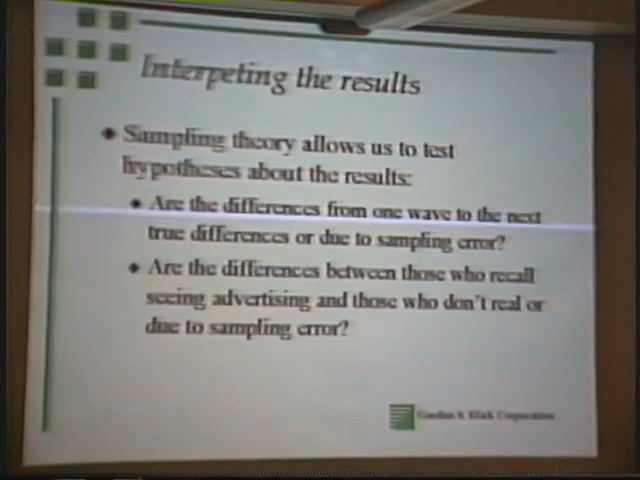 Interpeting the results
Sampling theory allows us to test
hypotheses about the results:
Are the differences from one wave to the next
true differences or due to sampling error?
Are the differences between those who recall
seeing advertising and those who don't real or
due to sampling error?
Corporation